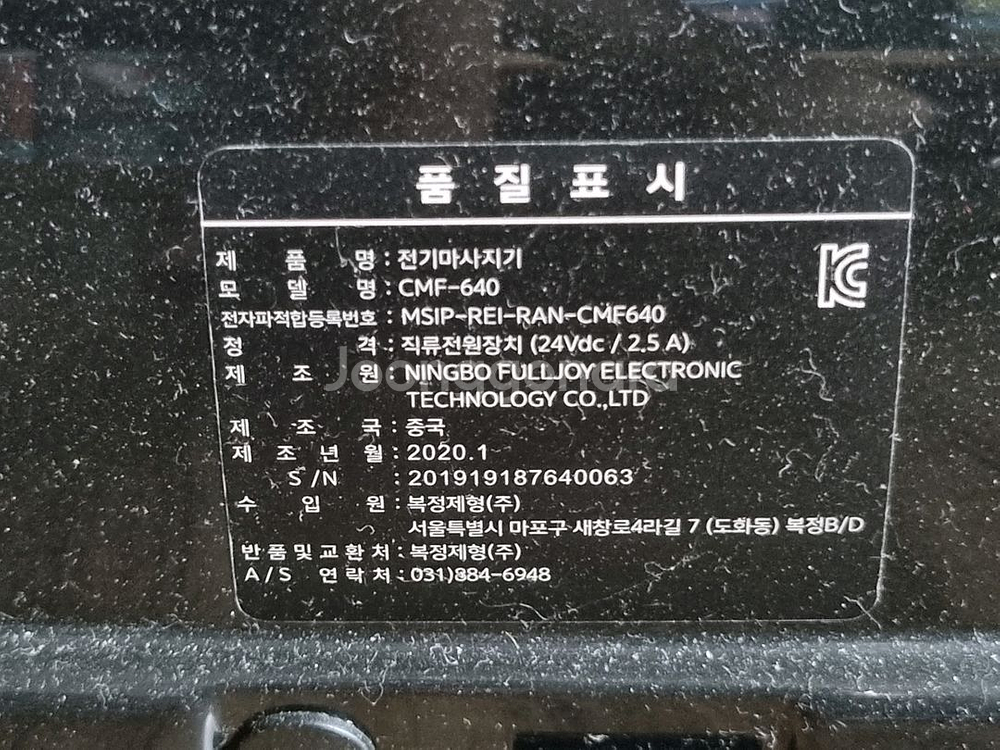 품 질 표 시
제 품 명 : 전기마사지기
모 델 명 : CMF-640
전자파적합등록번호 : MSIP-REI-RAN-CMF640
청 격 : 직류전원장치 (24Vdc / 2.5 A)
제 조 원 : NINGBO FULLJOY ELECTRONIC
TECHNOLOGY CO.,LTD
제 조 국 : 중국
제 조 년 월 : 2020.1
S/N : 201919187640063
수 입 원 : 복정제형(주)
서울특별시 마포구 새창로4라길 7 (도화동) 복정B/D
반 품 및 교 환 처 : 복정제형(주)
A/S 연 락 처 : 031)884-6948
Joonggonara